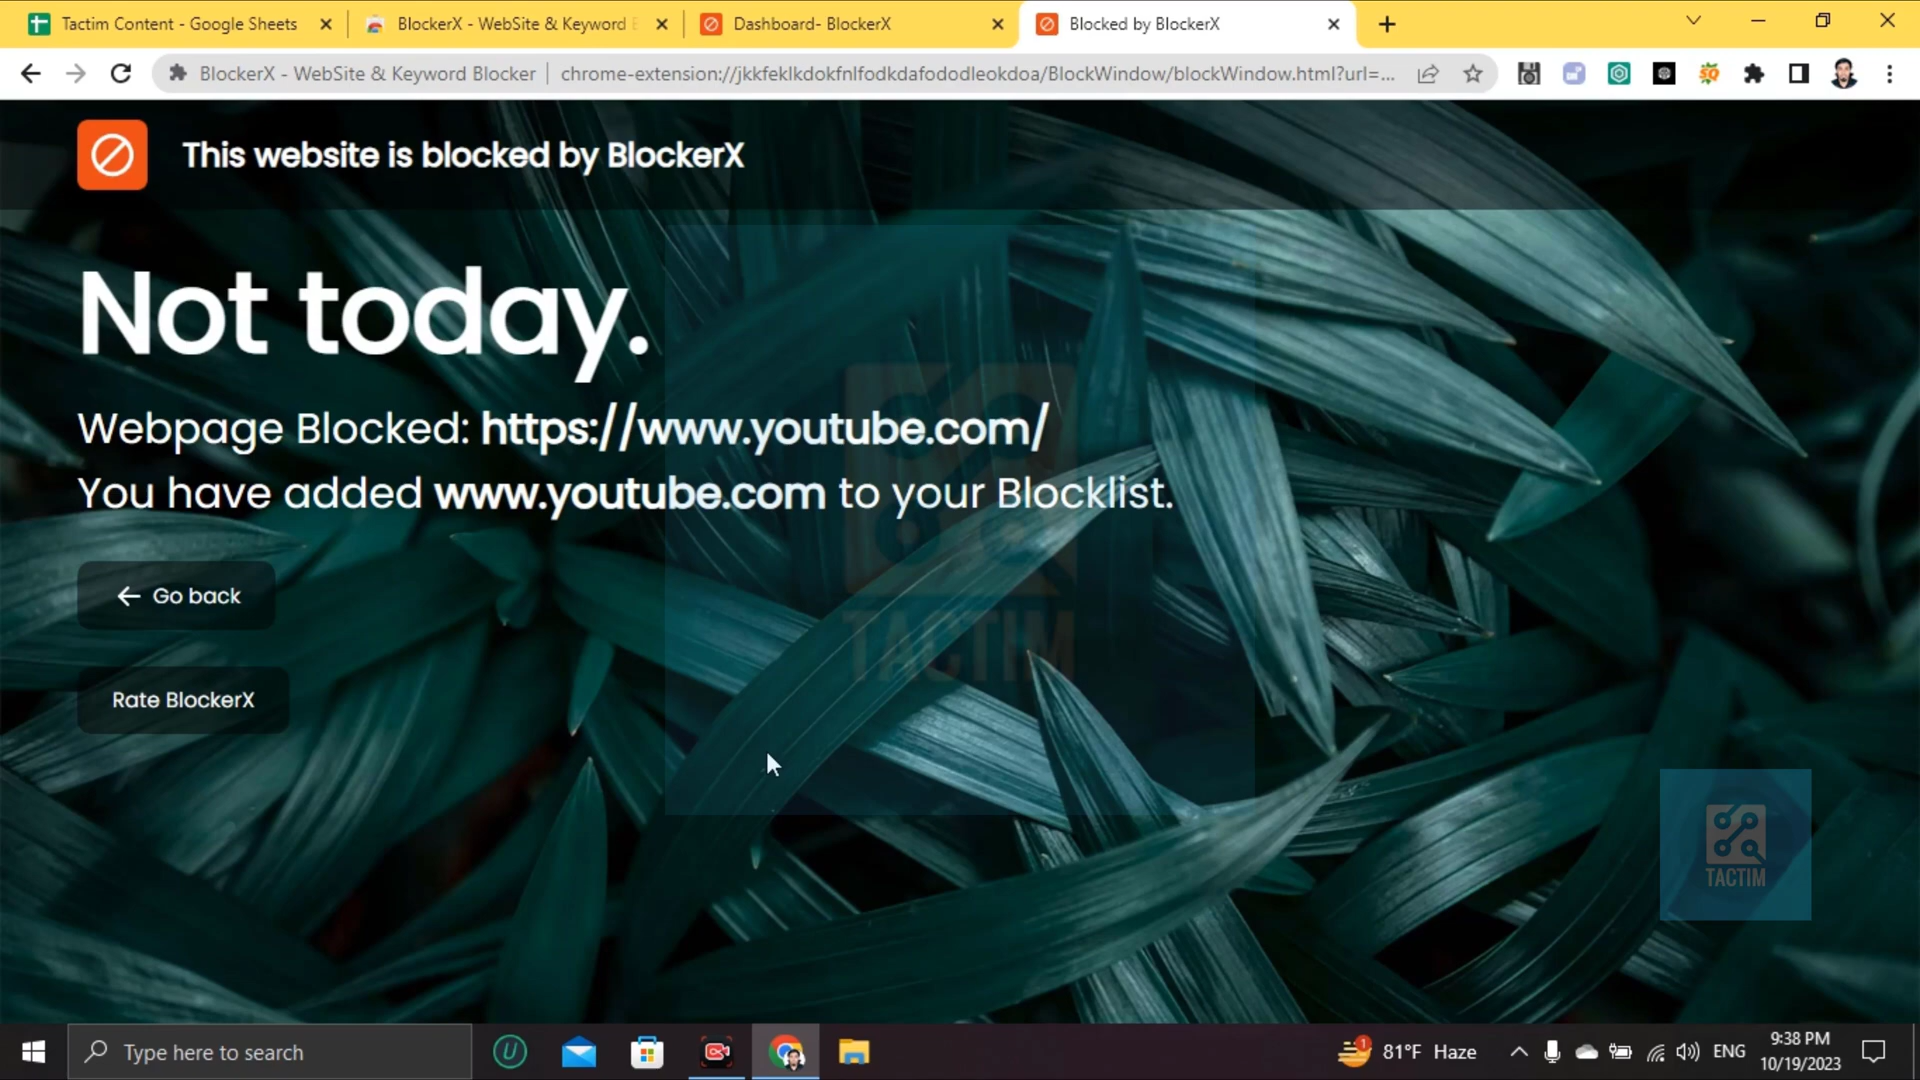 Tactim Content - Google Sheets
BlockerX - WebSite & Keyword
Dashboard- BlockerX
Blocked by BlockerX
BlockerX - WebSite & Keyword Blocker
chrome-extension://jkkfeklkdokfnlfodkdafododleokdoa/BlockWindow/blockWindow.html?url=...
This website is blocked by BlockerX
Not today.
Webpage Blocked: https://www.youtube.com/
You have added www.youtube.com to your Blocklist.
Go back
Rate BlockerX
TACTIM
TACTIM
Type here to search
1
81°F Haze
ENG
9:38 PM
10/19/2023